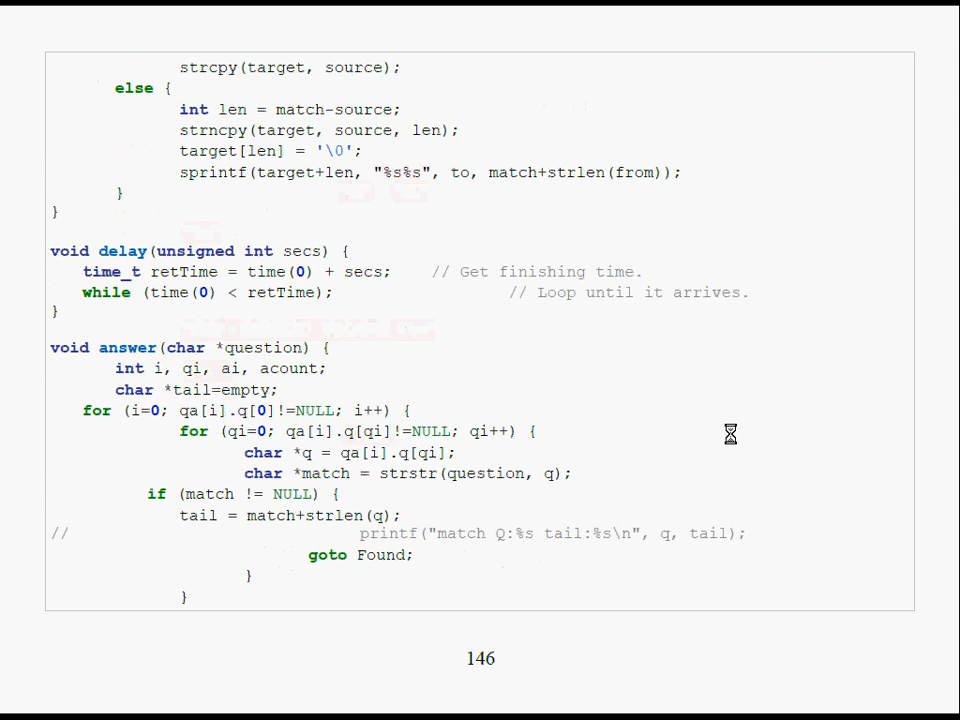 strcpy(target, source);
else {
int len = match-source;
strncpy(target, source, len);
target[len] = '\0';
sprintf(target+len, "%s%s", to, match+strlen(from));
}
}
void delay(unsigned int secs) {
time_t retTime = time(0) + secs; // Get finishing time.
while (time(0) < retTime); // Loop until it arrives.
}
void answer(char *question) {
int i, qi, ai, acount;
char *tail=empty;
for (i=0; qa[i].q[0]!=NULL; i++) {
for (qi=0; qa[i].q[qi]!=NULL; qi++) {
char *q = qa[i].q[qi];
char *match = strstr(question, q);
if (match != NULL) {
tail = match+strlen(q);
// printf("match Q:%s tail:%s\n", q, tail);
goto Found;
}
}
146